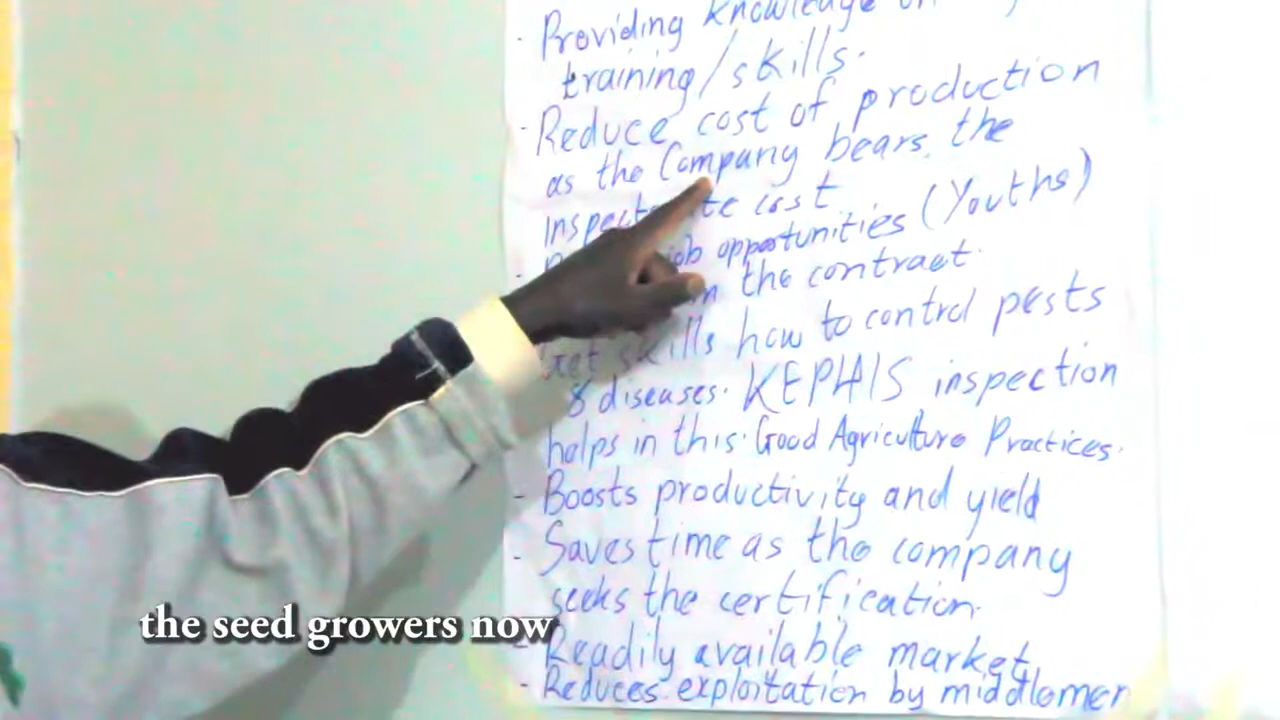 - Providing knowledge
training/skills.
- Reduce cost of production
as the Company bears the
cost
job opportunities (Youths)
the contract.
skills how to control pests
& diseases. KEPHIS inspection
helps in this. Good Agriculture Practices.
- Boosts productivity and yield
- Saves time as the company
seeks the certification.
- Readily available market.
- Reduces exploitation by middlemen
the seed growers now